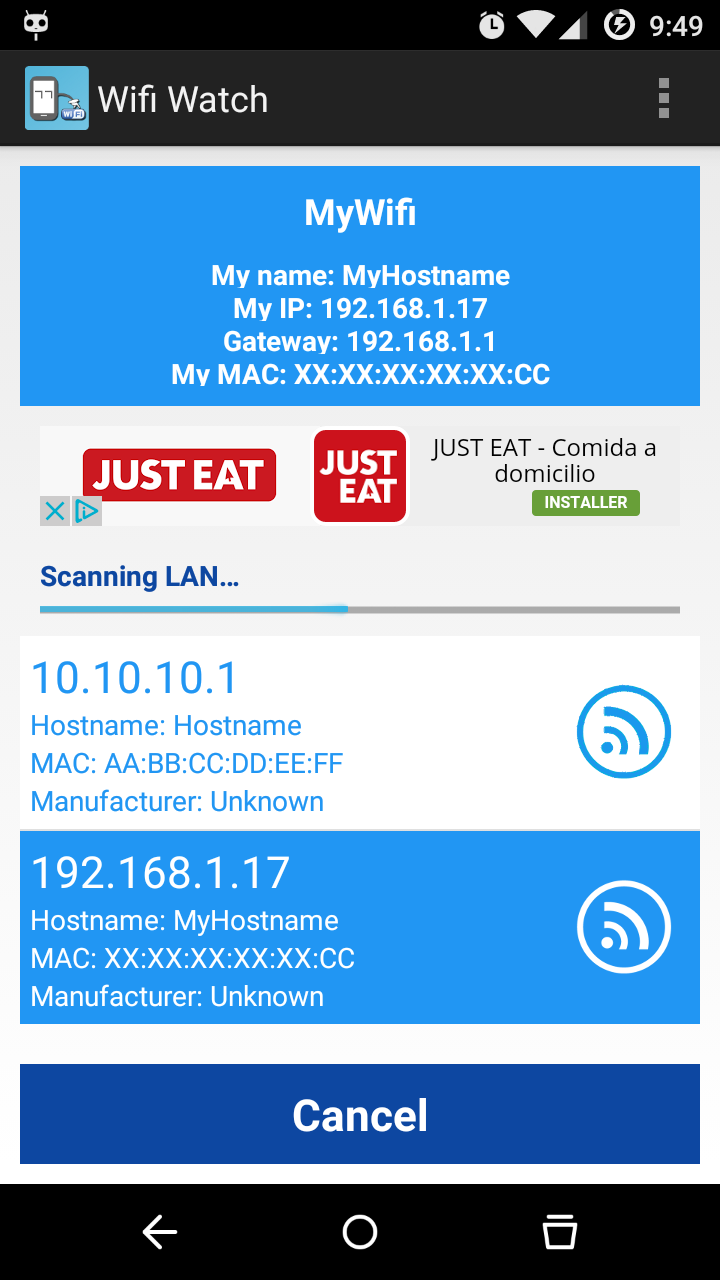 9:49
WiFi
Wifi Watch
MyWifi
My name: MyHostname
My IP: 192.168.1.17
Gateway: 192.168.1.1
My MAC: XX:XX:XX:XX:XX:CC
JUST EAT
JUST
EAT
JUST EAT - Comida a
domicilio
INSTALLER
Scanning LAN...
10.10.10.1
Hostname: Hostname
MAC: AA:BB:CC:DD:EE:FF
Manufacturer: Unknown
192.168.1.17
Hostname: MyHostname
MAC: XX:XX:XX:XX:XX:CC
Manufacturer: Unknown
Cancel